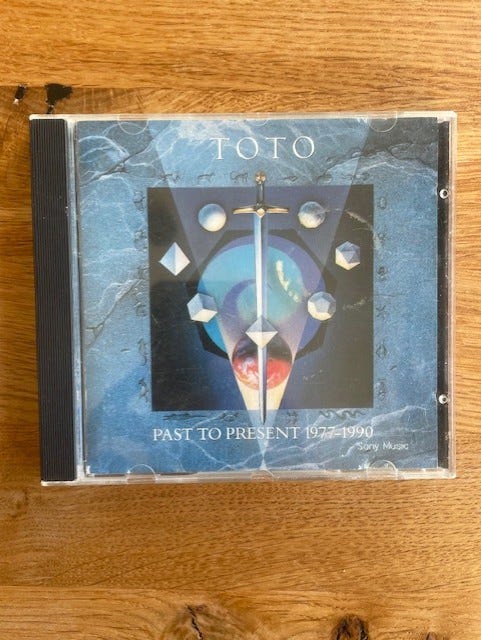 TOTO
PAST TO PRESENT 1977-1990
Sony Music